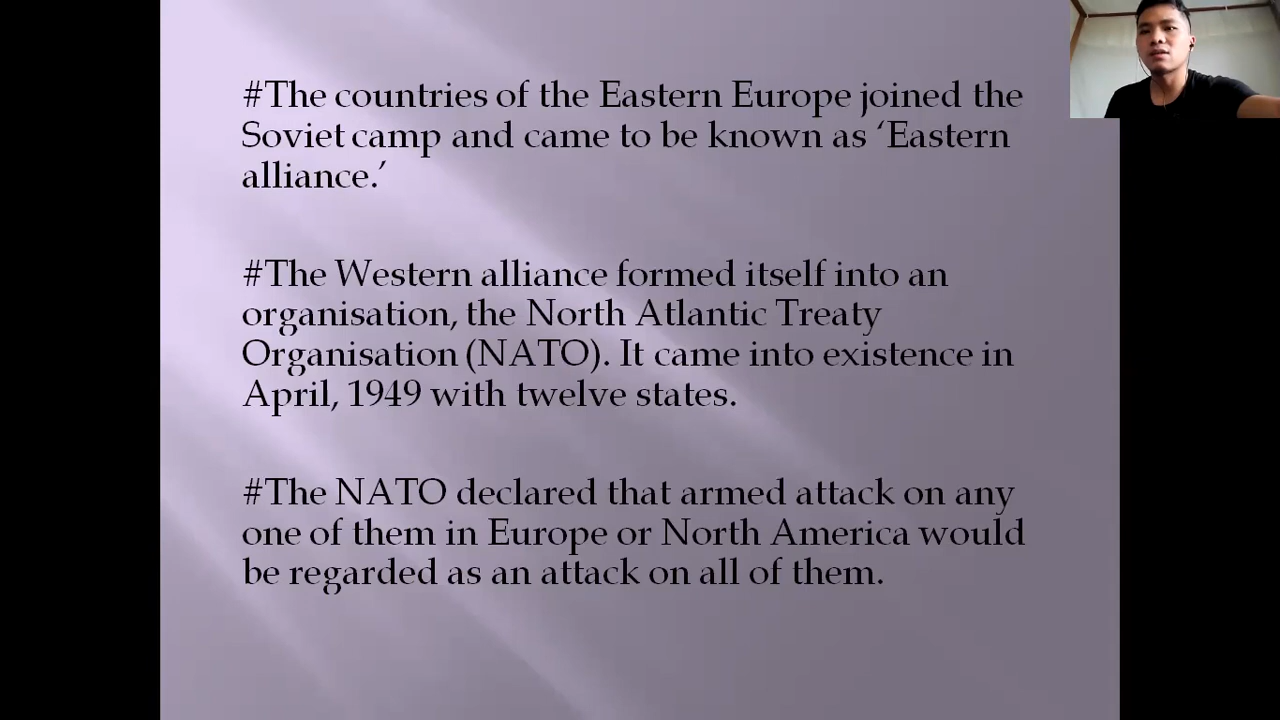 #The countries of the Eastern Europe joined the
Soviet camp and came to be known as ‘Eastern
alliance.’
#The Western alliance formed itself into an
organisation, the North Atlantic Treaty
Organisation (NATO). It came into existence in
April, 1949 with twelve states.
#The NATO declared that armed attack on any
one of them in Europe or North America would
be regarded as an attack on all of them.